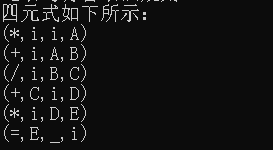 四元式如下所示：
(*,i,i,A)
(+,i,A,B)
(/,i,B,C)
(+,C,i,D)
(*,i,D,E)
(=,E,_,i)